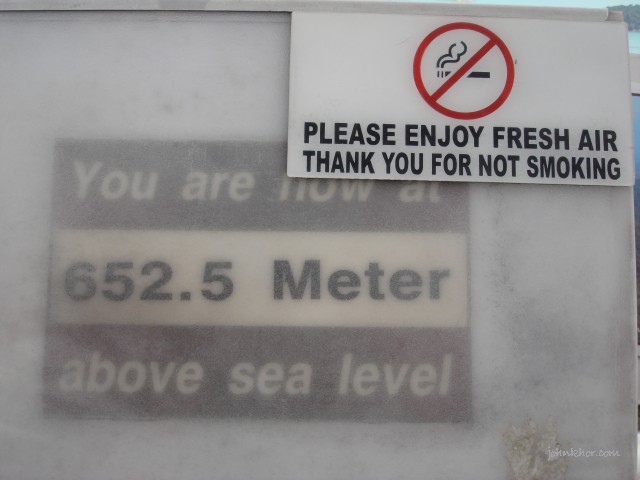 PLEASE ENJOY FRESH AIR
THANK YOU FOR NOT SMOKING
You are now at
652.5 Meter
above sea level
johnkhor.com